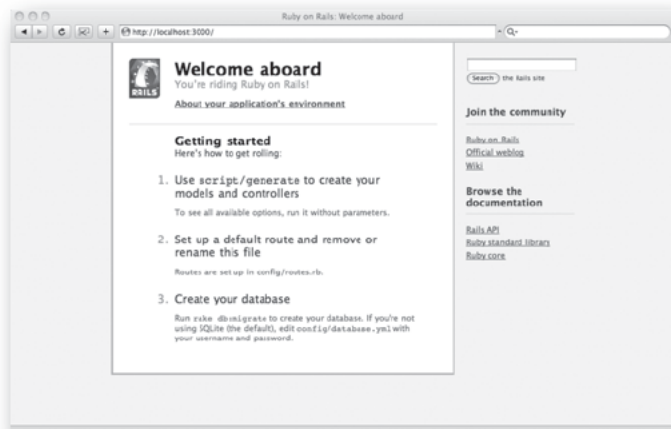 Ruby on Rails: Welcome aboard
http://localhost:3000/
Q-
RAILS
Welcome aboard
You're riding Ruby on Rails!
About your application's environment
Getting started
Here's how to get rolling:
1. Use script/generate to create your
models and controllers
To see all available options, run it without parameters.
2. Set up a default route and remove or
rename this file
Routes are set up in config/routes.rb.
3. Create your database
Run rake db:migrate to create your database. If you're not
using SQLite (the default), edit config/database.yml with
your username and password.
Search the Rails site
Join the community
Ruby on Rails
Official weblog
Wiki
Browse the
documentation
Rails API
Ruby standard library
Ruby core